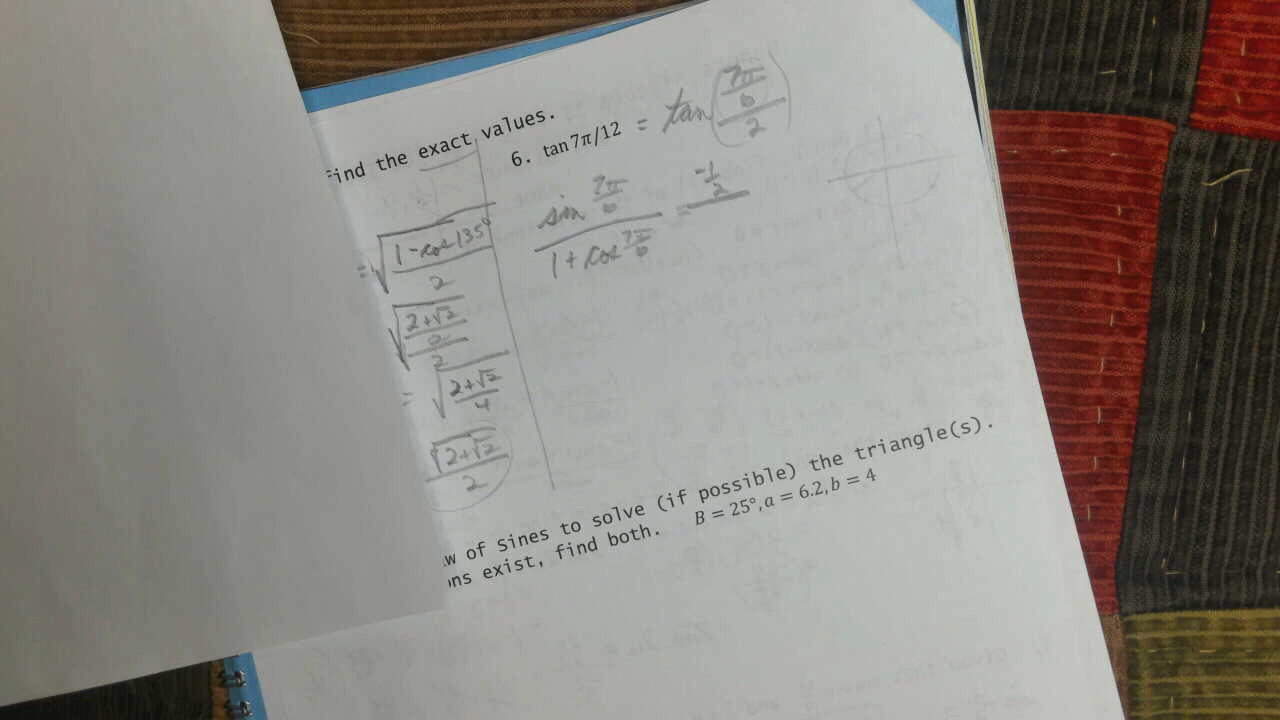 Find the exact values.
6. tan 7π/12 = tan((7π/6)/2)
= √((1-cos135°)/2)
√(((2+√2)/2)/2)
= √((2+√2)/4)
√(2+√2)/2
sin 7π/6 / (1 + cos 7π/6) = -1/2
w of sines to solve (if possible) the triangle(s).
ons exist, find both. B = 25°, a = 6.2, b = 4